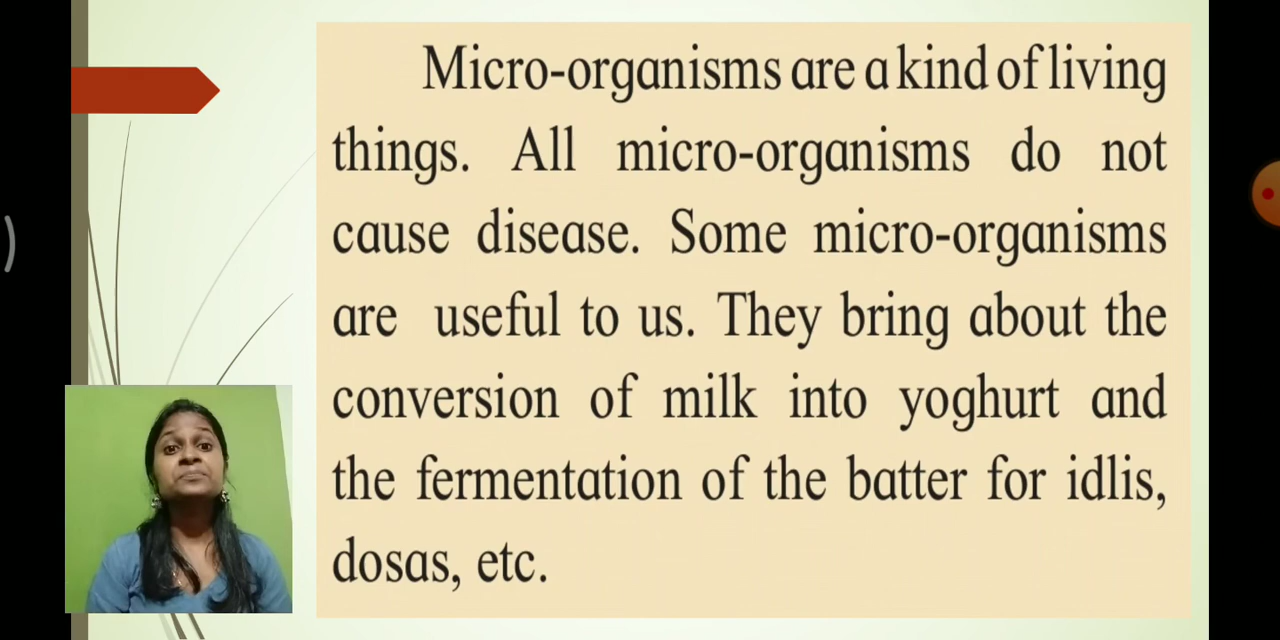 Micro-organisms are a kind of living
things. All micro-organisms do not
cause disease. Some micro-organisms
are useful to us. They bring about the
conversion of milk into yoghurt and
the fermentation of the batter for idlis,
dosas, etc.